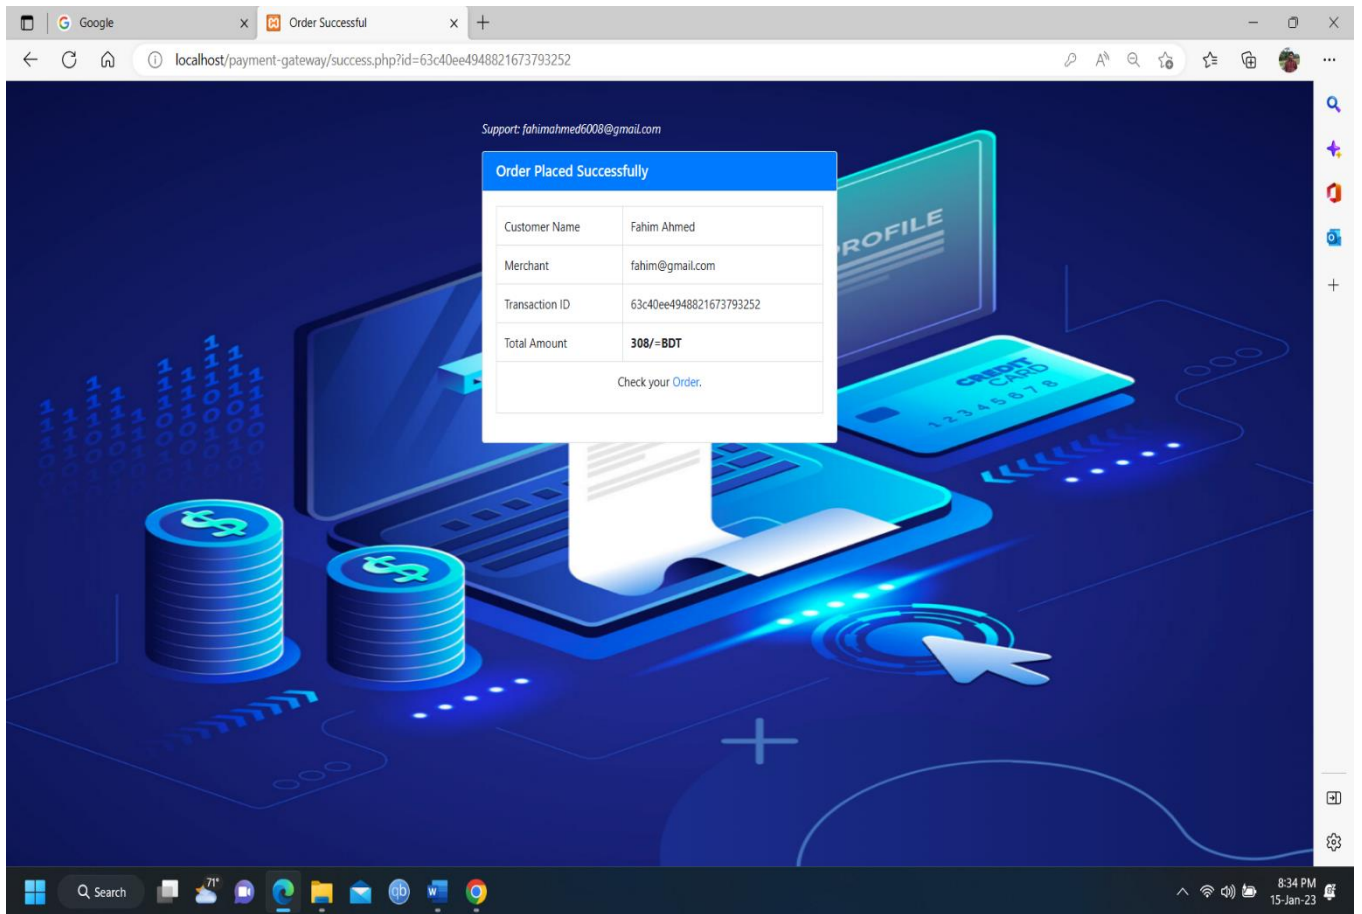 Google
Order Successful
localhost/payment-gateway/success.php?id=63c40ee4948821673793252
Support: fahimahmed6008@gmail.com
Order Placed Successfully
Customer Name Fahim Ahmed
Merchant fahim@gmail.com
Transaction ID 63c40ee4948821673793252
Total Amount 308/=BDT
Check your Order.
PROFILE
CREDIT
CARD
12345678
Search
71°
qb
8:34 PM
15-Jan-23